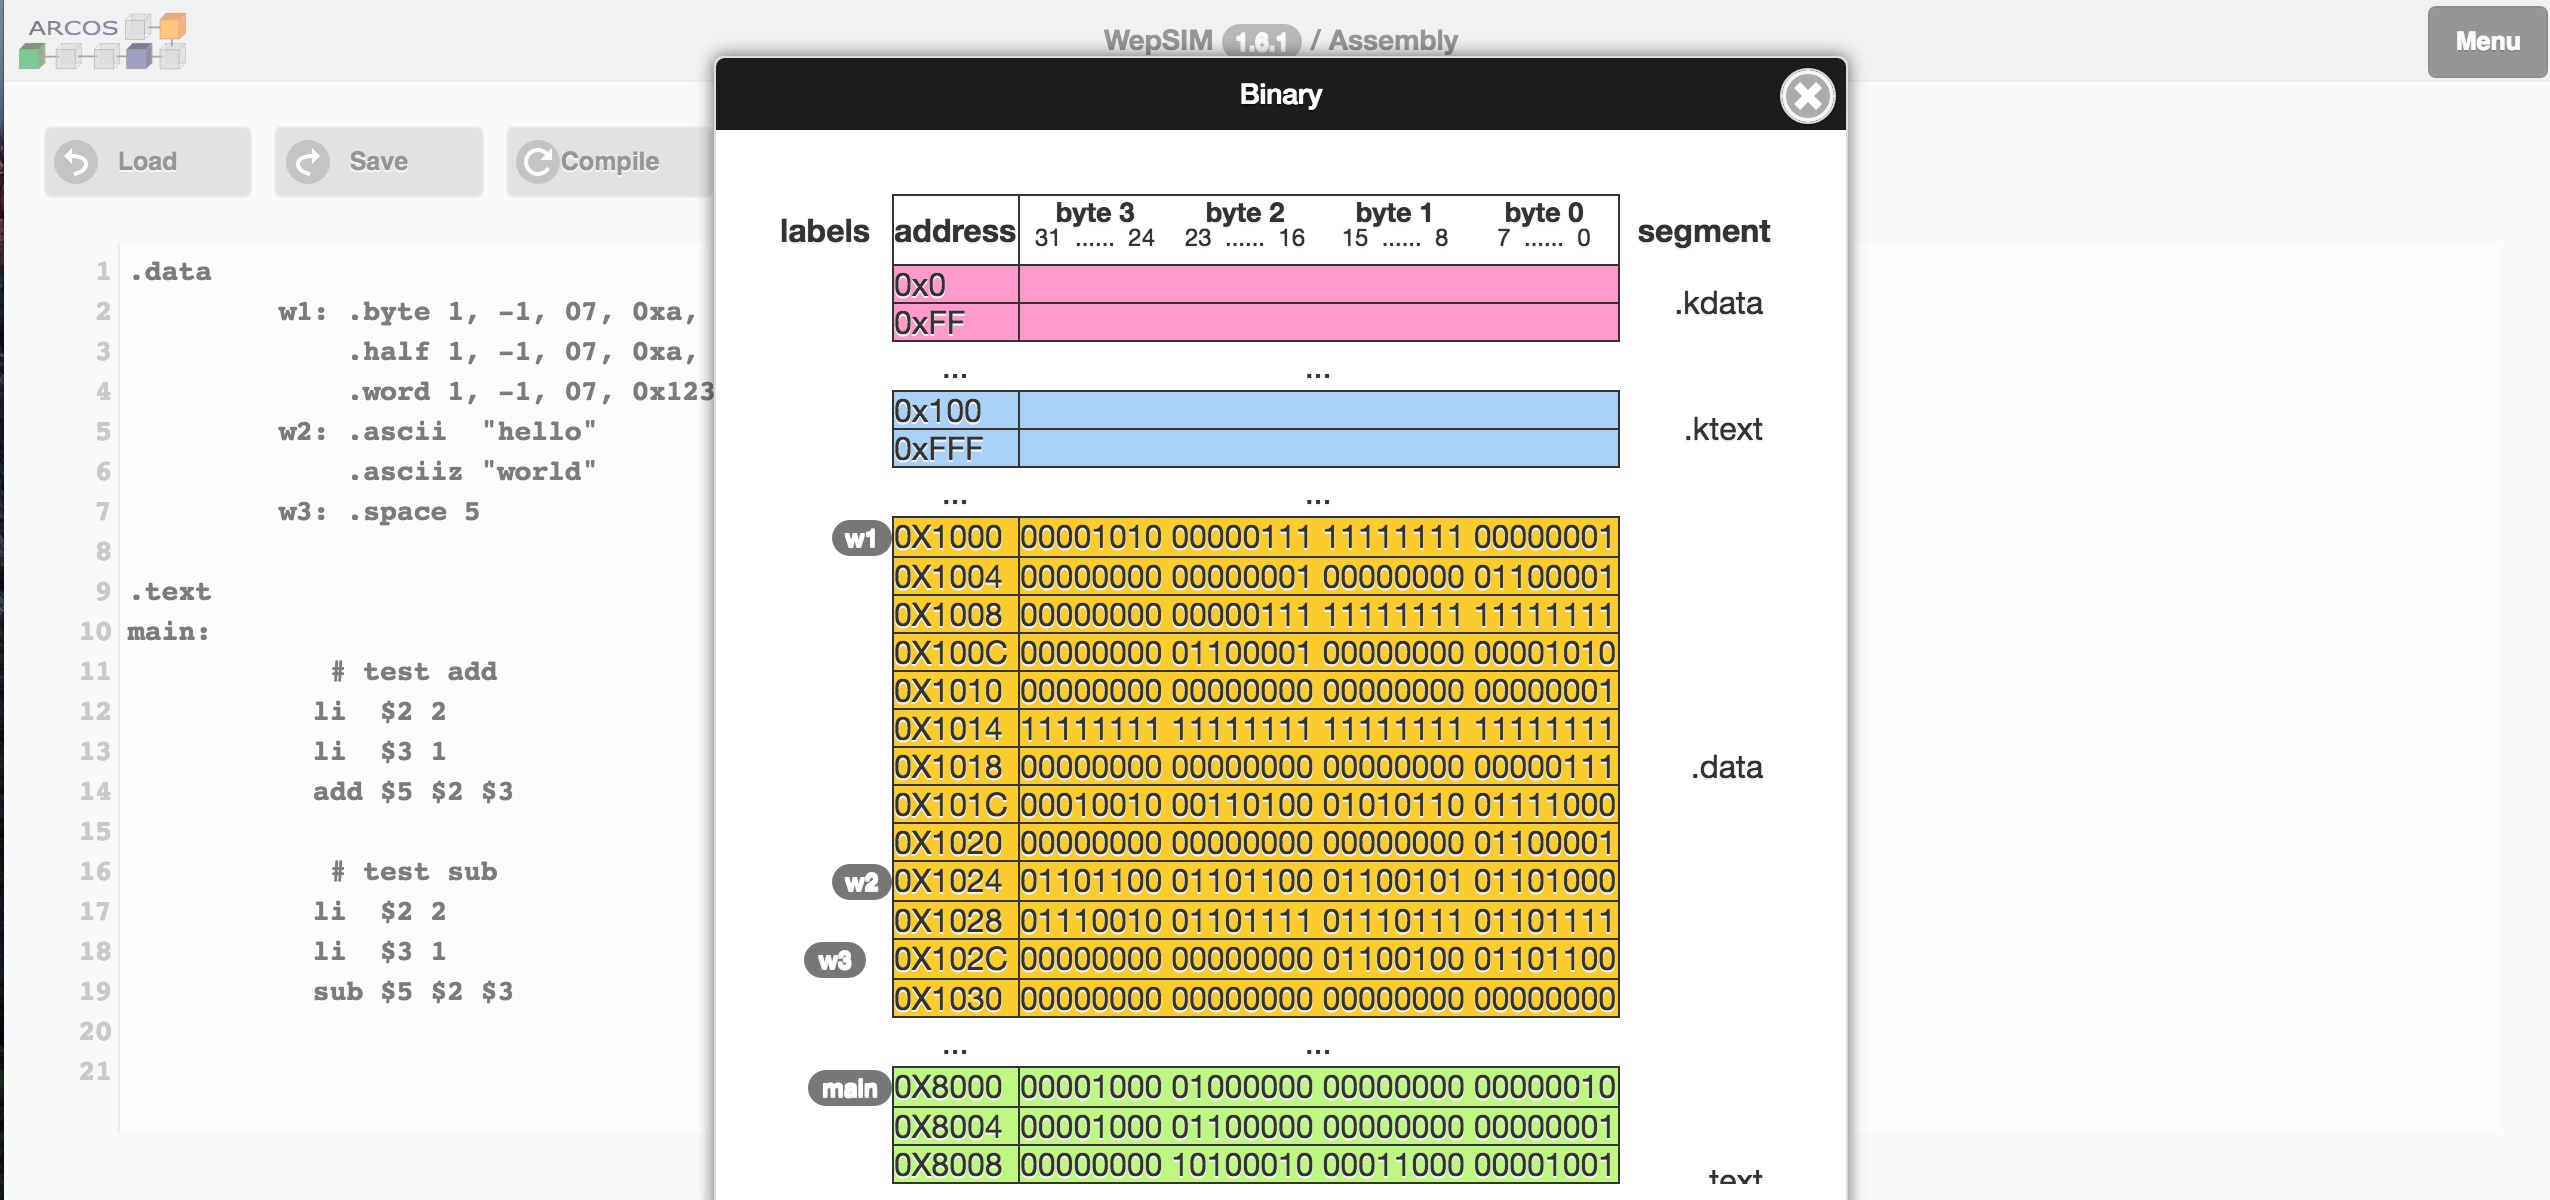 ARCOS
WepSIM 1.6.1 / Assembly
Menu
Load
Save
Compile
1 .data
2 w1: .byte 1, -1, 07, 0xa,
3 .half 1, -1, 07, 0xa,
4 .word 1, -1, 07, 0x123
5 w2: .ascii "hello"
6 .asciiz "world"
7 w3: .space 5
8
9 .text
10 main:
11 # test add
12 li $2 2
13 li $3 1
14 add $5 $2 $3
15
16 # test sub
17 li $2 2
18 li $3 1
19 sub $5 $2 $3
20
21
Binary
labels address byte 3 byte 2 byte 1 byte 0 segment
31 ...... 24 23 ...... 16 15 ...... 8 7 ...... 0
0x0
.kdata
0xFF
... ...
0x100
.ktext
0xFFF
... ...
w1 0X1000 00001010 00000111 11111111 00000001
0X1004 00000000 00000001 00000000 01100001
0X1008 00000000 00000111 11111111 11111111
0X100C 00000000 01100001 00000000 00001010
0X1010 00000000 00000000 00000000 00000001
0X1014 11111111 11111111 11111111 11111111
0X1018 00000000 00000000 00000000 00000111 .data
0X101C 00010010 00110100 01010110 01111000
0X1020 00000000 00000000 00000000 01100001
w2 0X1024 01101100 01101100 01100101 01101000
0X1028 01110010 01101111 01110111 01101111
w3 0X102C 00000000 00000000 01100100 01101100
0X1030 00000000 00000000 00000000 00000000
... ...
main 0X8000 00001000 01000000 00000000 00000010
0X8004 00001000 01100000 00000000 00000001
0X8008 00000000 10100010 00011000 00001001
text